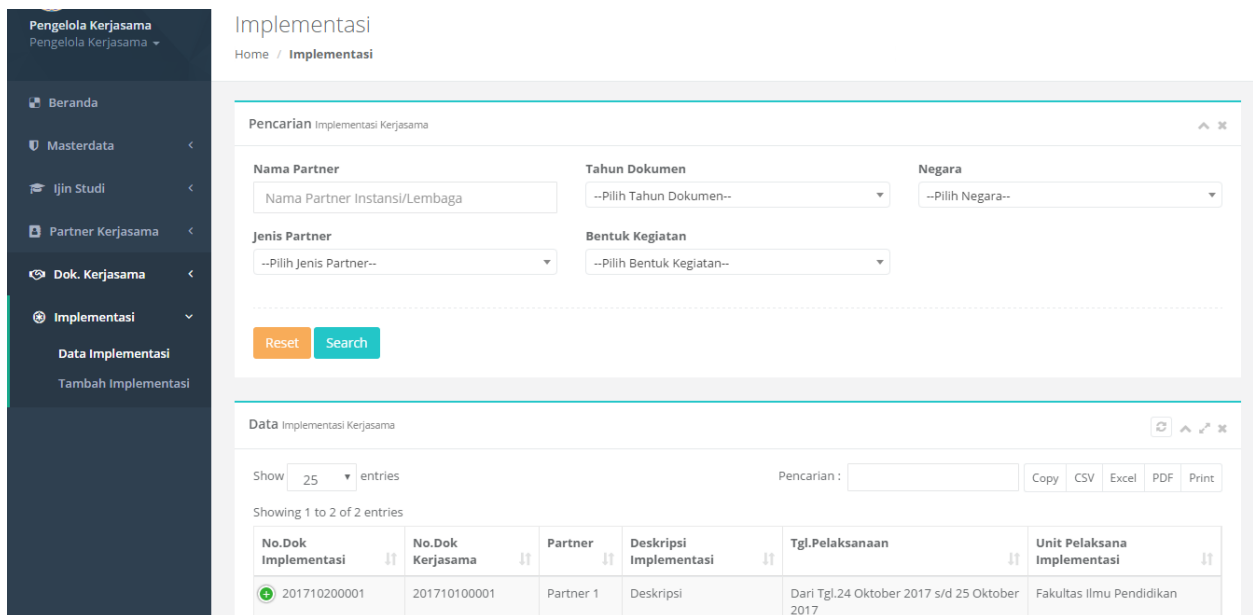 Pengelola Kerjasama
Pengelola Kerjasama
Beranda
Masterdata
Ijin Studi
Partner Kerjasama
Dok. Kerjasama
Implementasi
Data Implementasi
Tambah Implementasi
Implementasi
Home / Implementasi
Pencarian Implementasi Kerjasama
Nama Partner Tahun Dokumen Negara
Nama Partner Instansi/Lembaga --Pilih Tahun Dokumen-- --Pilih Negara--
Jenis Partner Bentuk Kegiatan
--Pilih Jenis Partner-- --Pilih Bentuk Kegiatan--
Reset Search
Data Implementasi Kerjasama
Show 25 entries Pencarian : Copy CSV Excel PDF Print
Showing 1 to 2 of 2 entries
No.Dok No.Dok Partner Deskripsi Tgl.Pelaksanaan Unit Pelaksana
Implementasi Kerjasama Implementasi Implementasi
201710200001 201710100001 Partner 1 Deskripsi Dari Tgl.24 Oktober 2017 s/d 25 Oktober Fakultas Ilmu Pendidikan
2017